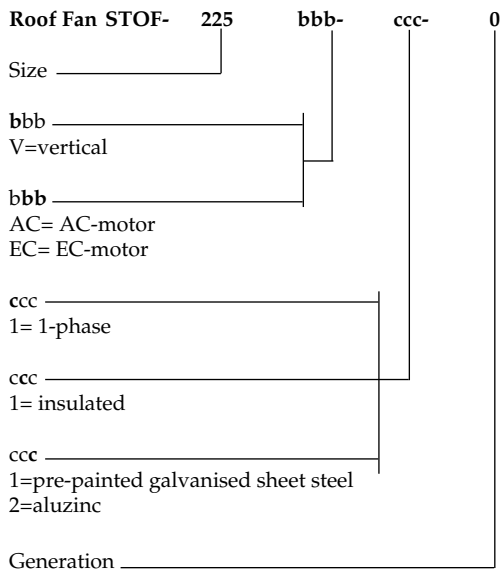 Roof Fan STOF- 225 bbb- ccc- 0
Size
bbb
V=vertical
bbb
AC= AC-motor
EC= EC-motor
ccc
1= 1-phase
ccc
1= insulated
ccc
1=pre-painted galvanised sheet steel
2=aluzinc
Generation